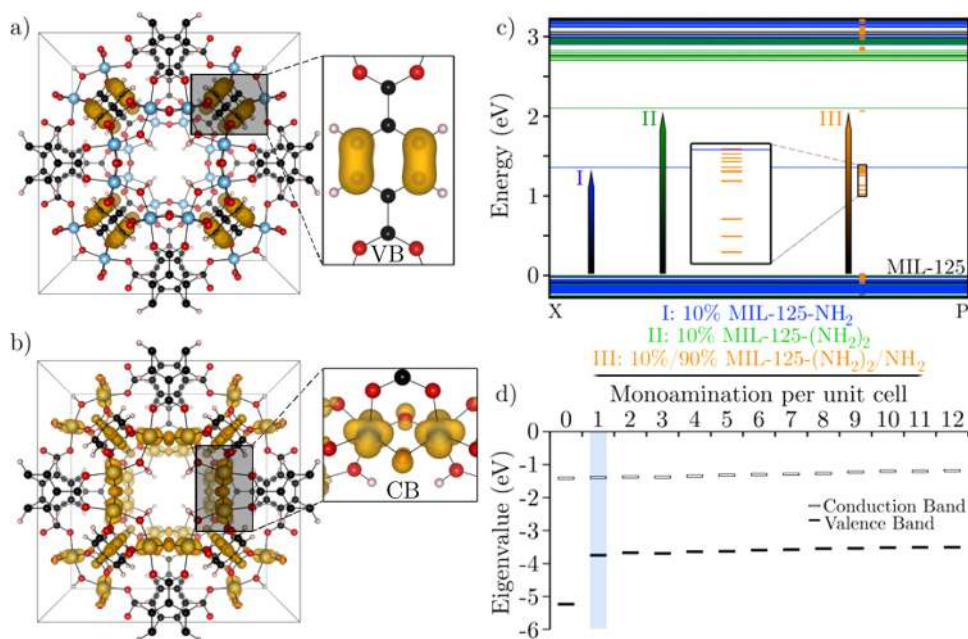 a)
VB
b)
CB
c)
Energy (eV)
3
2
1
0
I
II
III
MIL-125
X
P
I: 10% MIL-125-NH₂
II: 10% MIL-125-(NH₂)₂
III: 10%/90% MIL-125-(NH₂)₂/NH₂
d)
Monoamination per unit cell
0 1 2 3 4 5 6 7 8 9 10 11 12
Eigenvalue (eV)
0
-1
-2
-3
-4
-5
-6
Conduction Band
Valence Band